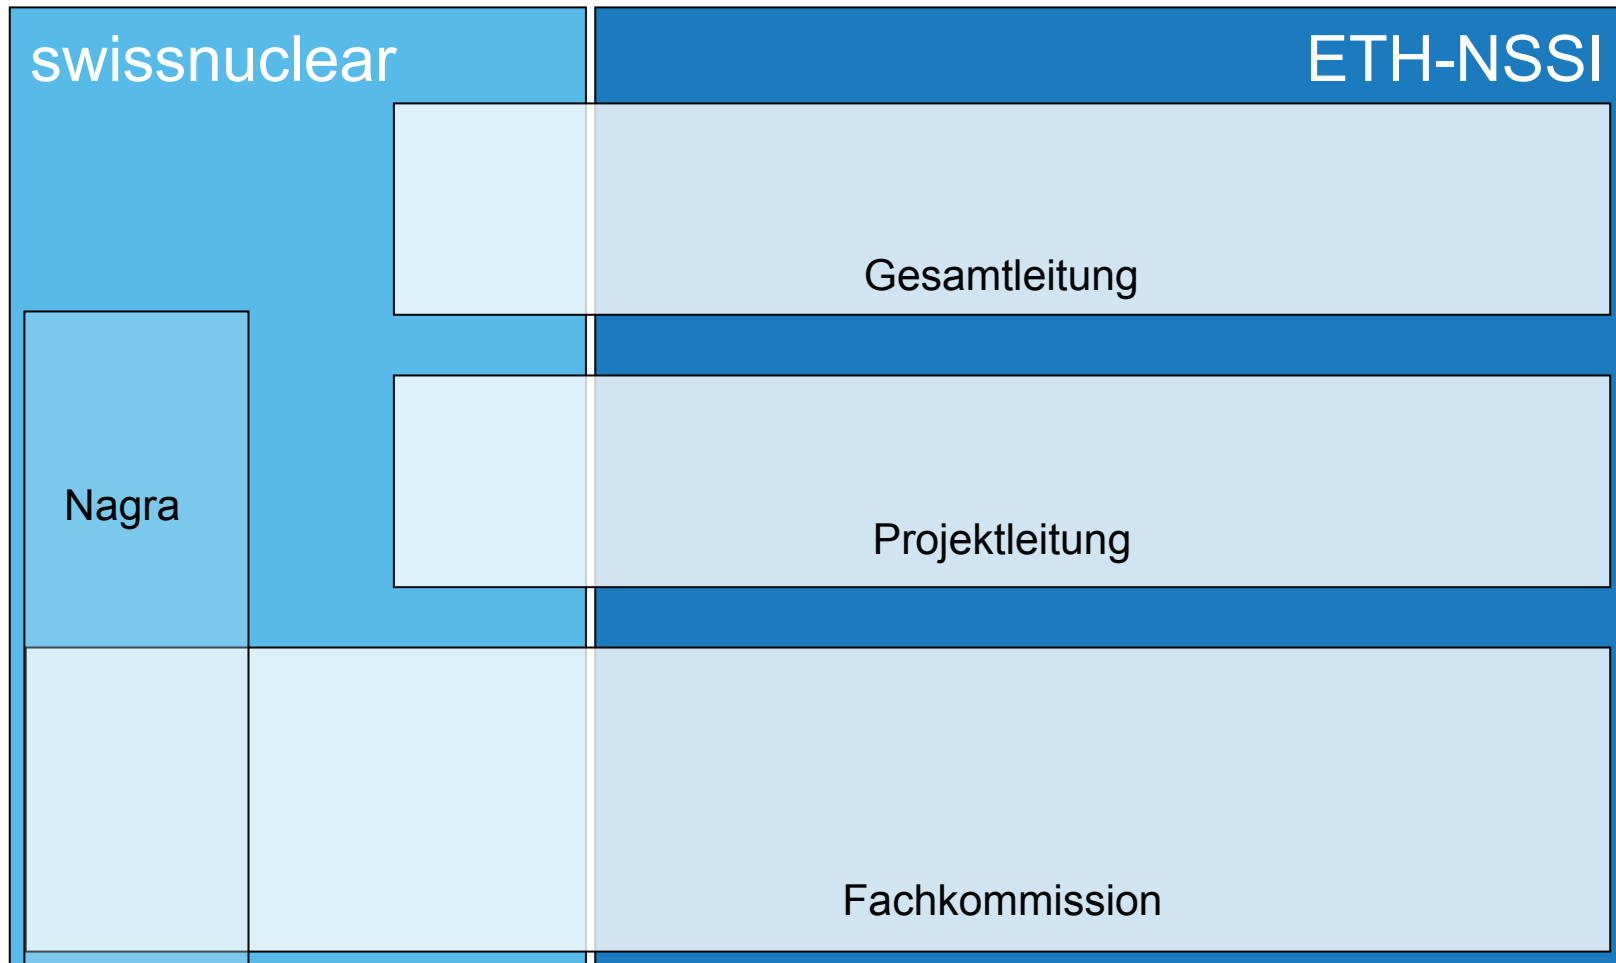 swissnuclear
ETH-NSSI
Gesamtleitung
Nagra
Projektleitung
Fachkommission